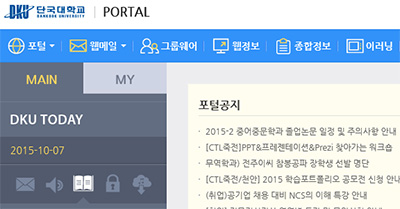 DKU 단국대학교 DANKOOK UNIVERSITY PORTAL
포털 웹메일 그룹웨어 웹정보 종합정보 이러닝
MAIN MY
DKU TODAY
2015-10-07
포털공지
· 2015-2 중어중문학과 졸업논문 일정 및 주의사항 안내
· [CTL죽전]PPT&프레젠테이션&Prezi 찾아가는 워크숍
· 무역학과) 전주이씨 참봉공파 장학생 선발 명단
· [CTL죽전/천안] 2015 학습포트폴리오 공모전 신청 안내
· (취업)공기업 채용 대비 NCS의 이해 특강 안내